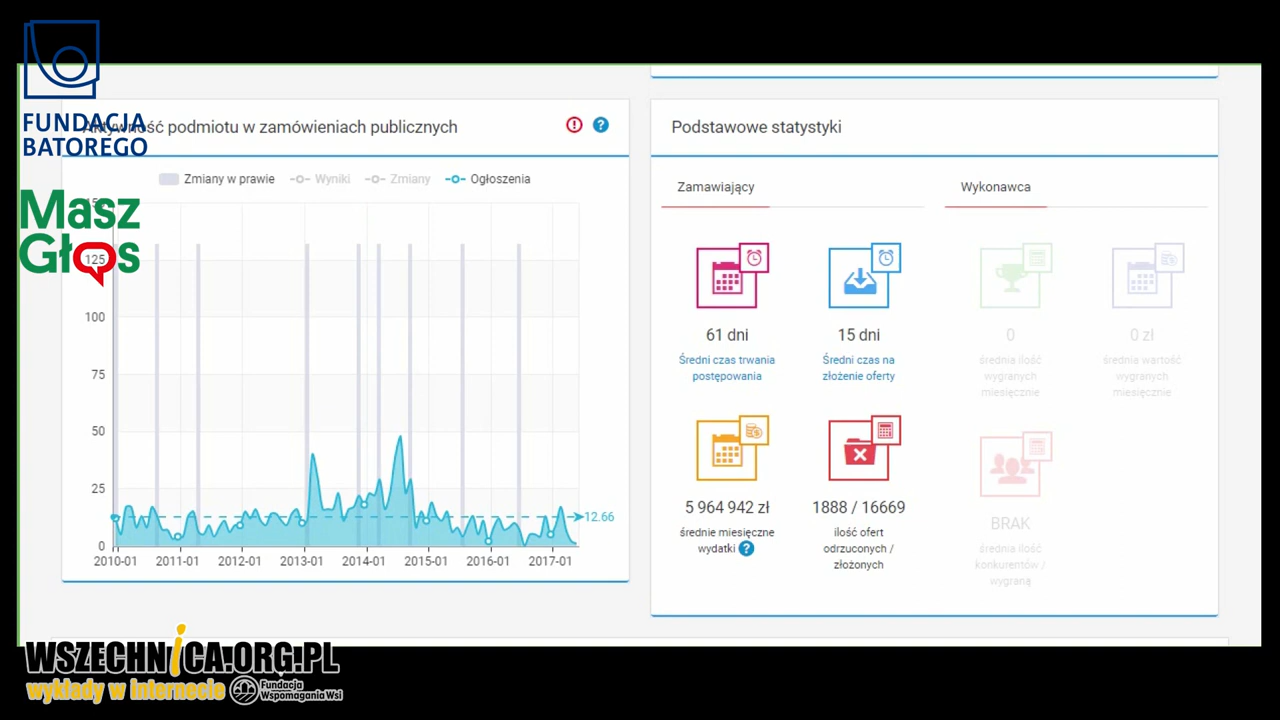 FUNDACJA
BATOREGO
Masz
Głos
Aktywność podmiotu w zamówieniach publicznych
Zmiany w prawie
Wyniki
Zmiany
Ogłoszenia
150
125
100
75
50
25
0
12.66
2010-01
2011-01
2012-01
2013-01
2014-01
2015-01
2016-01
2017-01
Podstawowe statystyki
Zamawiający
Wykonawca
61 dni
Średni czas trwania
postępowania
15 dni
Średni czas na
złożenie oferty
0
średnia ilość
wygranych
miesięcznie
0 zł
średnia wartość
wygranych
miesięcznie
5 964 942 zł
średnie miesięczne
wydatki
1888 / 16669
ilość ofert
odrzuconych /
złożonych
BRAK
średnia ilość
konkurentów /
wygraną
WSZECHNICA.ORG.PL
wykłady w internecie
Fundacja
Wspomagania Wsi